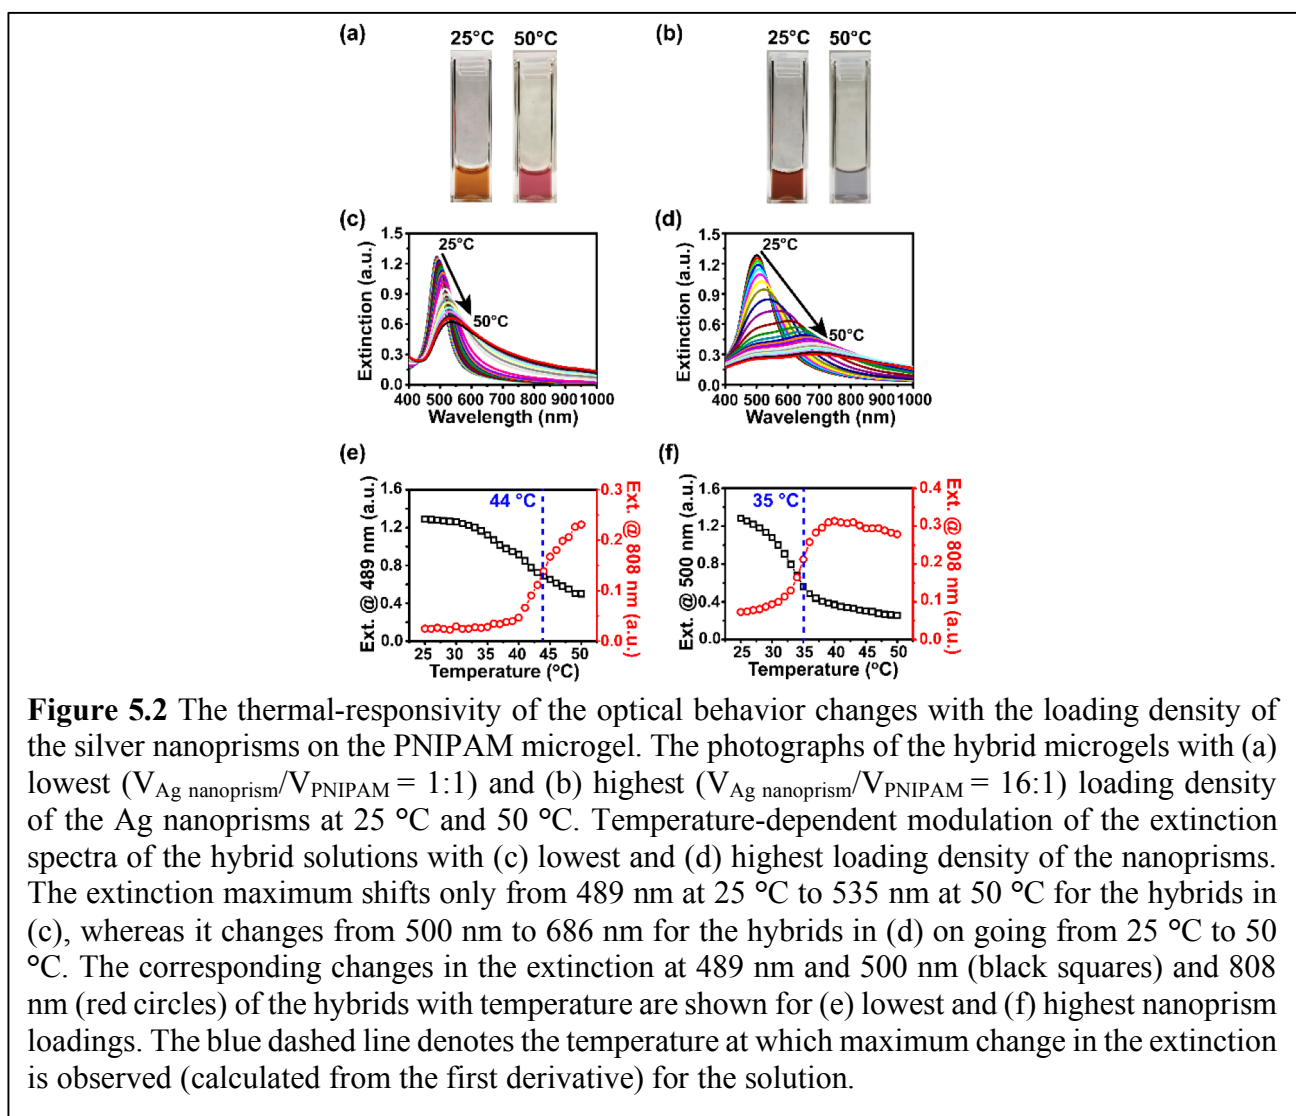 (a)
25°C 50°C
(b)
25°C 50°C
(c)
1.5
1.2
0.9
0.6
0.3
0.0
Extinction (a.u.)
25°C
50°C
400 500 600 700 800 900 1000
Wavelength (nm)
(d)
1.5
1.2
0.9
0.6
0.3
0.0
Extinction (a.u.)
25°C
50°C
400 500 600 700 800 900 1000
Wavelength (nm)
(e)
1.6
1.2
0.8
0.4
0.0
Ext. @ 489 nm (a.u.)
44 °C
0.3
0.2
0.1
0.0
Ext. @ 808 nm (a.u.)
25 30 35 40 45 50
Temperature (°C)
(f)
1.6
1.2
0.8
0.4
0.0
Ext. @ 500 nm (a.u.)
35 °C
0.4
0.3
0.2
0.1
0.0
Ext. @ 808 nm (a.u.)
25 30 35 40 45 50
Temperature (°C)
Figure 5.2 The thermal-responsivity of the optical behavior changes with the loading density of
the silver nanoprisms on the PNIPAM microgel. The photographs of the hybrid microgels with (a)
lowest (V Ag nanoprism/V PNIPAM = 1:1) and (b) highest (V Ag nanoprism/V PNIPAM = 16:1) loading density
of the Ag nanoprisms at 25 °C and 50 °C. Temperature-dependent modulation of the extinction
spectra of the hybrid solutions with (c) lowest and (d) highest loading density of the nanoprisms.
The extinction maximum shifts only from 489 nm at 25 °C to 535 nm at 50 °C for the hybrids in
(c), whereas it changes from 500 nm to 686 nm for the hybrids in (d) on going from 25 °C to 50
°C. The corresponding changes in the extinction at 489 nm and 500 nm (black squares) and 808
nm (red circles) of the hybrids with temperature are shown for (e) lowest and (f) highest nanoprism
loadings. The blue dashed line denotes the temperature at which maximum change in the extinction
is observed (calculated from the first derivative) for the solution.